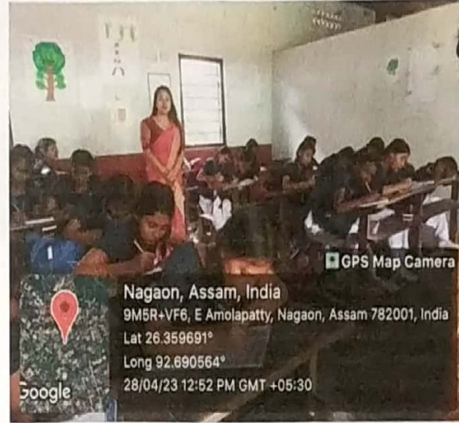 GPS Map Camera
Nagaon, Assam, India
9M5R+VF6, E Amolapatty, Nagaon, Assam 782001, India
Lat 26.359691°
Long 92.690564°
28/04/23 12:52 PM GMT +05:30
Google